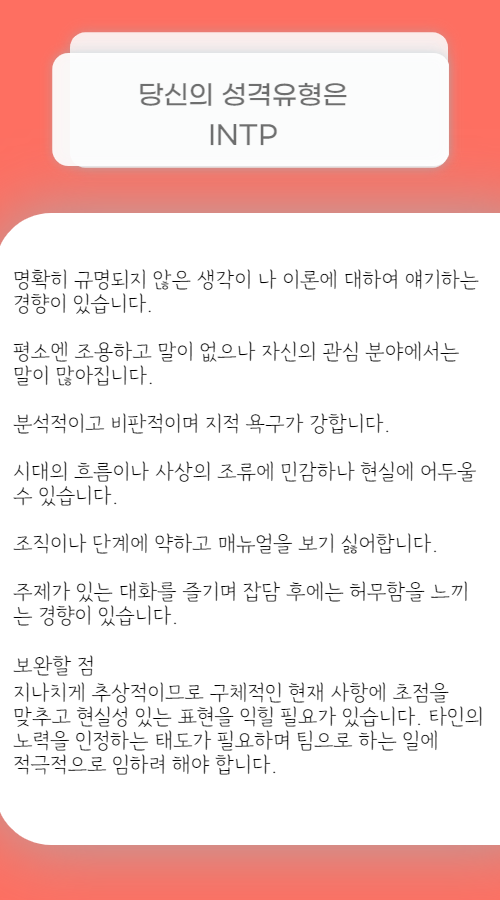 당신의 성격유형은
INTP
명확히 규명되지 않은 생각이 나 이론에 대하여 얘기하는
경향이 있습니다.
평소엔 조용하고 말이 없으나 자신의 관심 분야에서는
말이 많아집니다.
분석적이고 비판적이며 지적 욕구가 강합니다.
시대의 흐름이나 사상의 조류에 민감하나 현실에 어두울
수 있습니다.
조직이나 단계에 약하고 매뉴얼을 보기 싫어합니다.
주제가 있는 대화를 즐기며 잡담 후에는 허무함을 느끼
는 경향이 있습니다.
보완할 점
지나치게 추상적이므로 구체적인 현재 사항에 초점을
맞추고 현실성 있는 표현을 익힐 필요가 있습니다. 타인의
노력을 인정하는 태도가 필요하며 팀으로 하는 일에
적극적으로 임하려 해야 합니다.